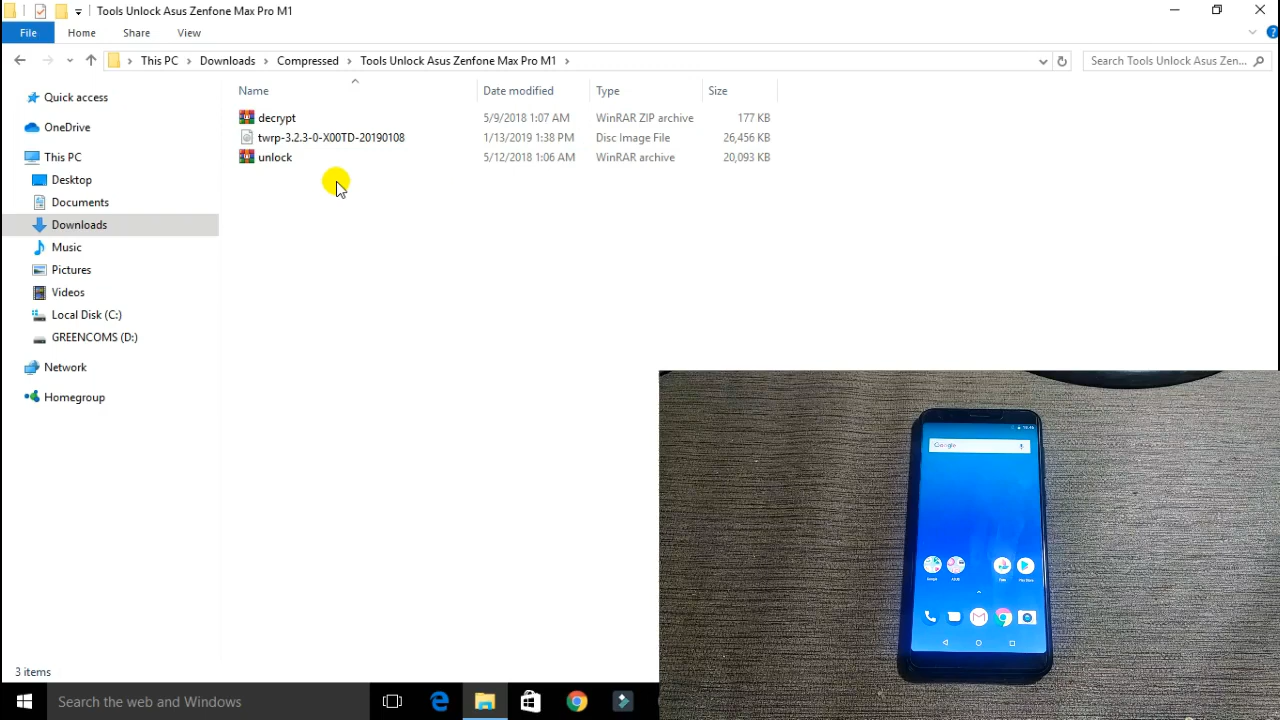 Tools Unlock Asus Zenfone Max Pro M1
File Home Share View
This PC Downloads Compressed Tools Unlock Asus Zenfone Max Pro M1
Search Tools Unlock Asus Zen...
Name Date modified Type Size
decrypt 5/9/2018 1:07 AM WinRAR ZIP archive 177 KB
twrp-3.2.3-0-X00TD-20190108 1/13/2019 1:38 PM Disc Image File 26,456 KB
unlock 5/12/2018 1:06 AM WinRAR archive 20,093 KB
Quick access
OneDrive
This PC
Desktop
Documents
Downloads
Music
Pictures
Videos
Local Disk (C:)
GREENCOMS (D:)
Network
Homegroup
3 items
Search the web and Windows
Google